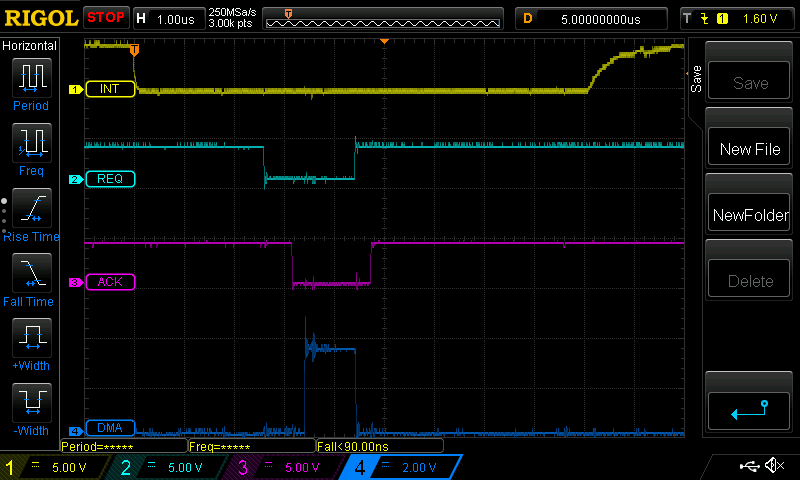 RIGOL STOP H 1.00us 250MSa/s 3.00k pts T D 5.00000000us T 1 1.60 V
Horizontal
Period
Freq
Rise Time
Fall Time
+Width
-Width
T
1 INT
2 REQ
3 ACK
4 DMA
Period=***** Freq=***** Fall<90.00ns
1 5.00 V 2 5.00 V 3 5.00 V 4 2.00 V
Save
Save
New File
NewFolder
Delete